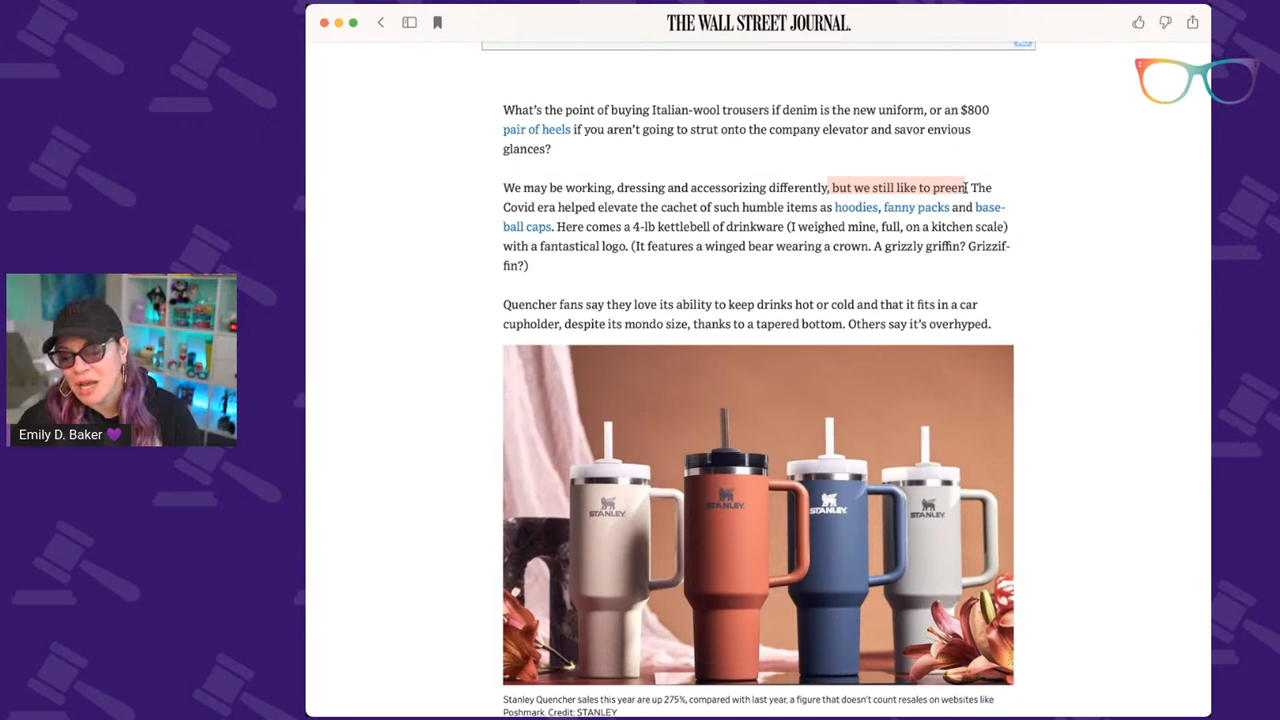 THE WALL STREET JOURNAL.
What's the point of buying Italian-wool trousers if denim is the new uniform, or an $800
pair of heels if you aren't going to strut onto the company elevator and savor envious
glances?
We may be working, dressing and accessorizing differently, but we still like to preen. The
Covid era helped elevate the cachet of such humble items as hoodies, fanny packs and base-
ball caps. Here comes a 4-lb kettlebell of drinkware (I weighed mine, full, on a kitchen scale)
with a fantastical logo. (It features a winged bear wearing a crown. A grizzly griffin? Grizzif-
fin?)
Quencher fans say they love its ability to keep drinks hot or cold and that it fits in a car
cupholder, despite its mondo size, thanks to a tapered bottom. Others say it's overhyped.
STANLEY.
STANLEY.
STANLEY.
STANLEY.
Emily D. Baker 💜
Stanley Quencher sales this year are up 275%, compared with last year, a figure that doesn't count resales on websites like
Poshmark. Credit: STANLEY